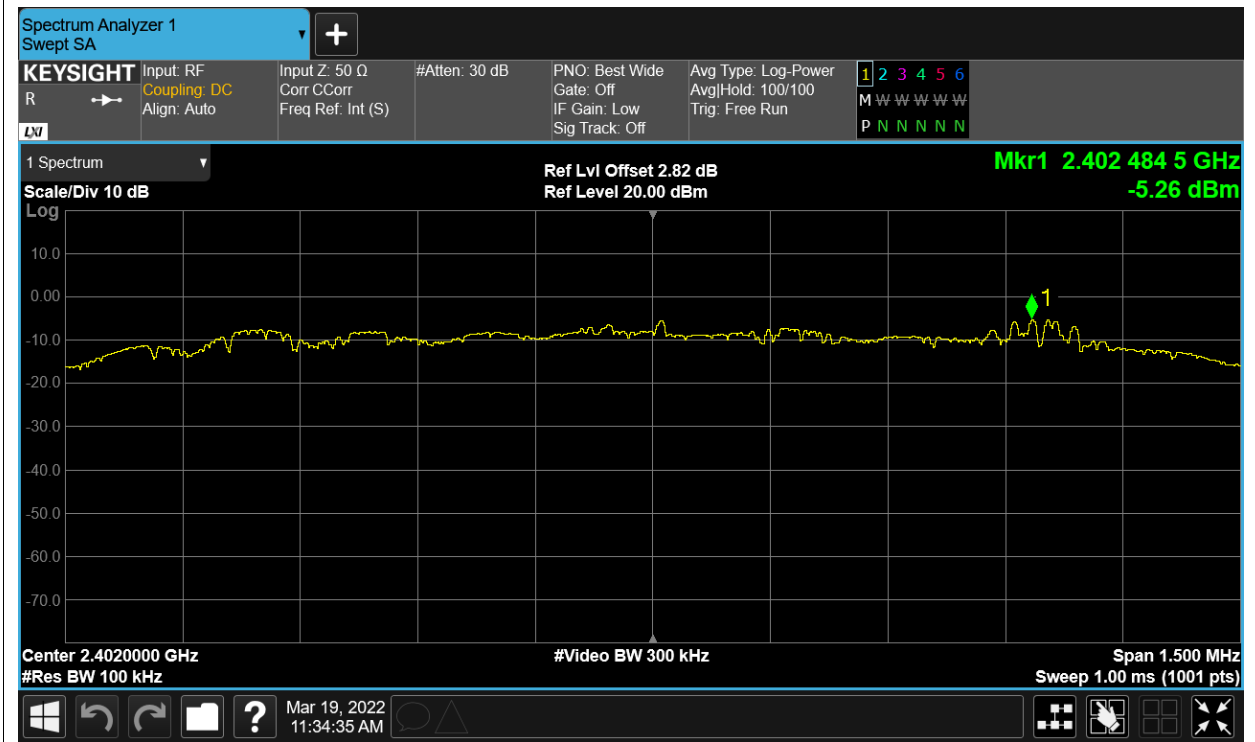 Spectrum Analyzer 1
Swept SA
+
KEYSIGHT
R
LXI
Input: RF
Coupling: DC
Align: Auto
Input Z: 50 Ω
Corr CCorr
Freq Ref: Int (S)
#Atten: 30 dB
PNO: Best Wide
Gate: Off
IF Gain: Low
Sig Track: Off
Avg Type: Log-Power
Avg|Hold: 100/100
Trig: Free Run
1 2 3 4 5 6
M W W W W W
P N N N N N
1 Spectrum
Scale/Div 10 dB
Ref Lvl Offset 2.82 dB
Ref Level 20.00 dBm
Mkr1 2.402 484 5 GHz
-5.26 dBm
Log
10.0
0.00
-10.0
-20.0
-30.0
-40.0
-50.0
-60.0
-70.0
1
Center 2.4020000 GHz
#Res BW 100 kHz
#Video BW 300 kHz
Span 1.500 MHz
Sweep 1.00 ms (1001 pts)
?
Mar 19, 2022
11:34:35 AM